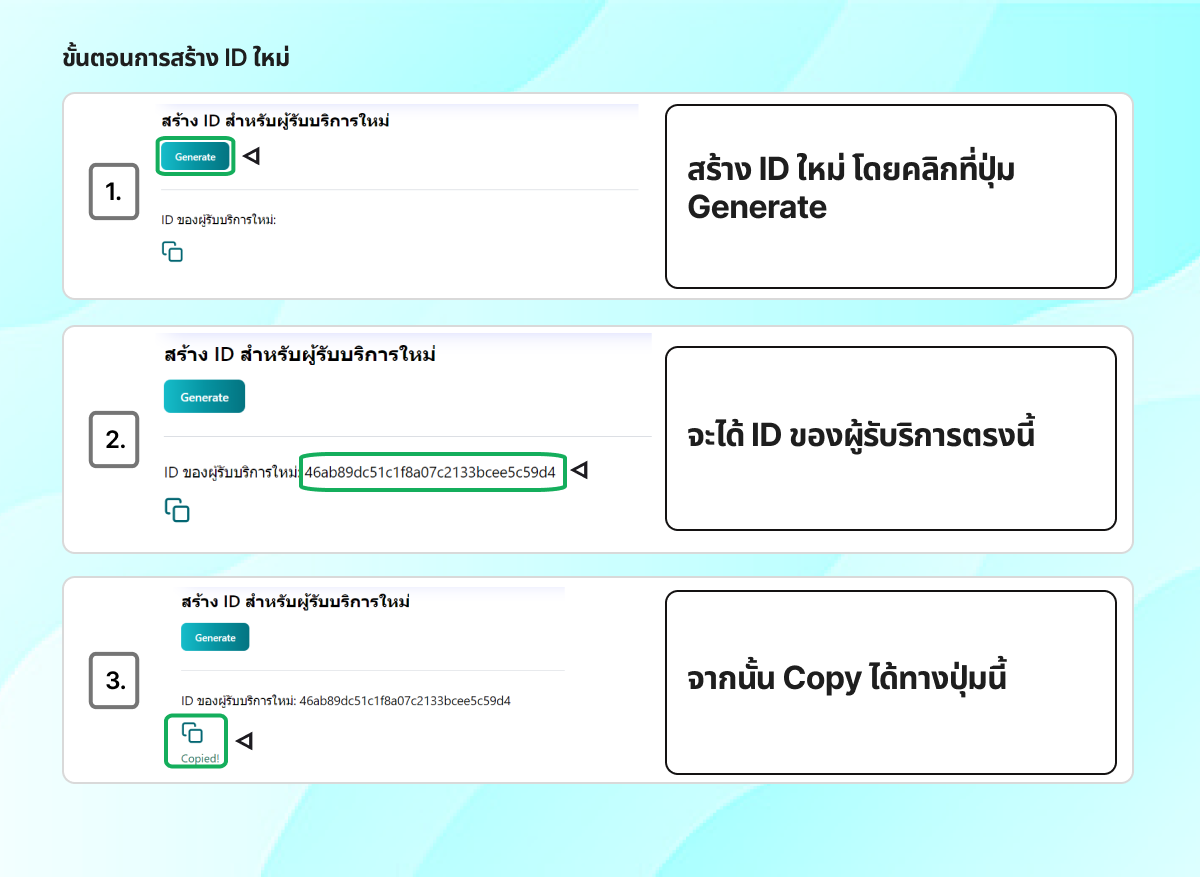 ขั้นตอนการสร้าง ID ใหม่
สร้าง ID สำหรับผู้รับบริการใหม่
Generate
1.
ID ของผู้รับบริการใหม่:
สร้าง ID ใหม่ โดยคลิกที่ปุ่ม
Generate
สร้าง ID สำหรับผู้รับบริการใหม่
Generate
2.
ID ของผู้รับบริการใหม่: 46ab89dc51c1f8a07c2133bcee5c59d4
จะได้ ID ของผู้รับริการตรงนี้
สร้าง ID สำหรับผู้รับบริการใหม่
Generate
3.
ID ของผู้รับบริการใหม่: 46ab89dc51c1f8a07c2133bcee5c59d4
Copied!
จากนั้น Copy ได้ทางปุ่มนี้